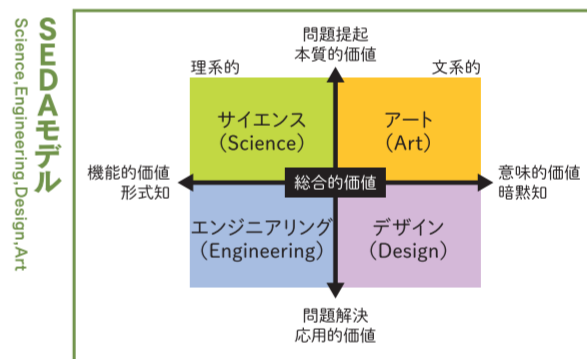 SEDAモデル
Science,Engineering,Design,Art
問題提起
本質的価値
理系的
文系的
サイエンス
（Science）
アート
（Art）
機能的価値
形式知
総合的価値
意味的価値
暗黙知
エンジニアリング
（Engineering）
デザイン
（Design）
問題解決
応用的価値